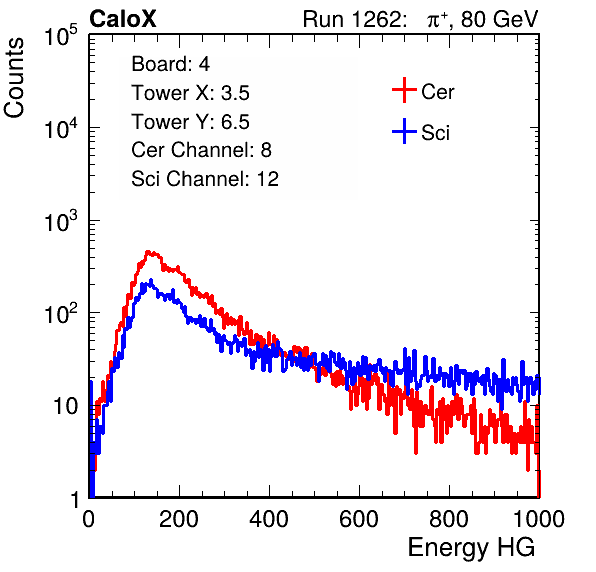 CaloX Run 1262: π⁺, 80 GeV
Counts
10⁵
10⁴
10³
10²
10
1
Board: 4
Tower X: 3.5
Tower Y: 6.5
Cer Channel: 8
Sci Channel: 12
Cer
Sci
0 200 400 600 800 1000
Energy HG